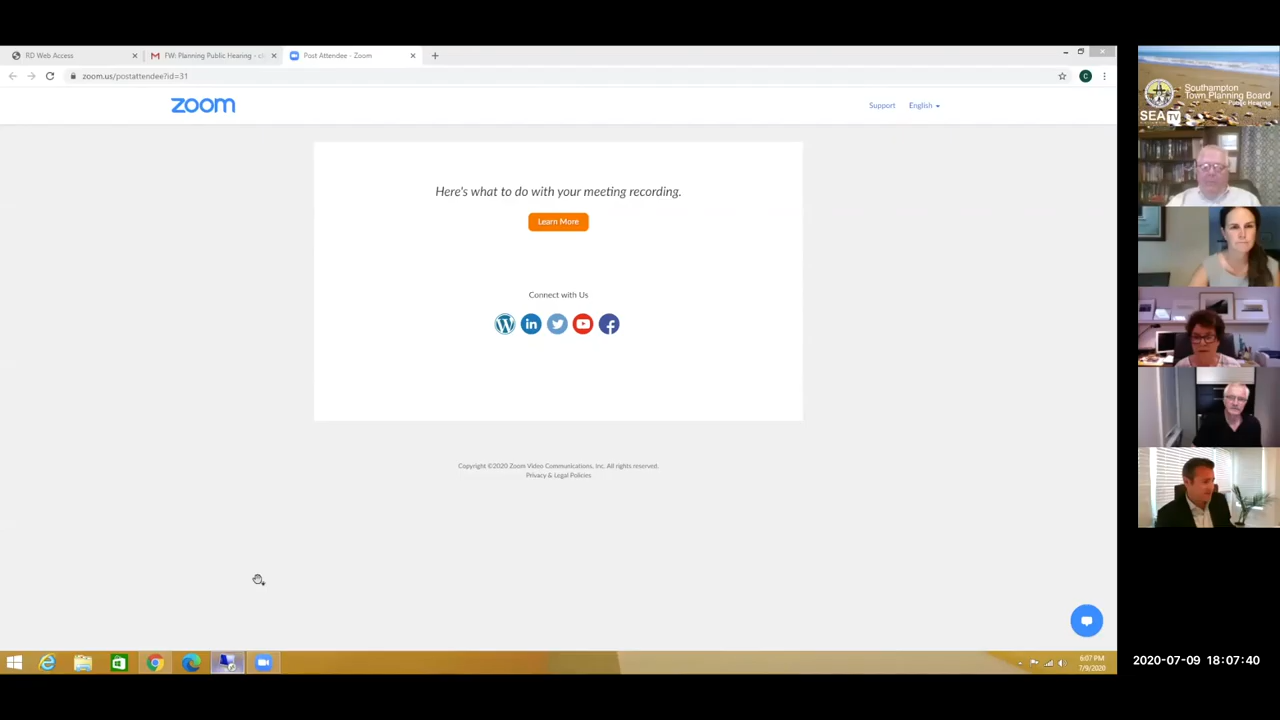 RD Web Access
FW: Planning Public Hearing - c
Post Attendee - Zoom
zoom.us/postattendee?id=31
C
zoom
Support
English
Here's what to do with your meeting recording.
Learn More
Connect with Us
Copyright ©2020 Zoom Video Communications, Inc. All rights reserved.
Privacy & Legal Policies
6:07 PM
7/9/2020
Southampton
Town Planning Board
Public Hearing
SEA TV
2020-07-09 18:07:40